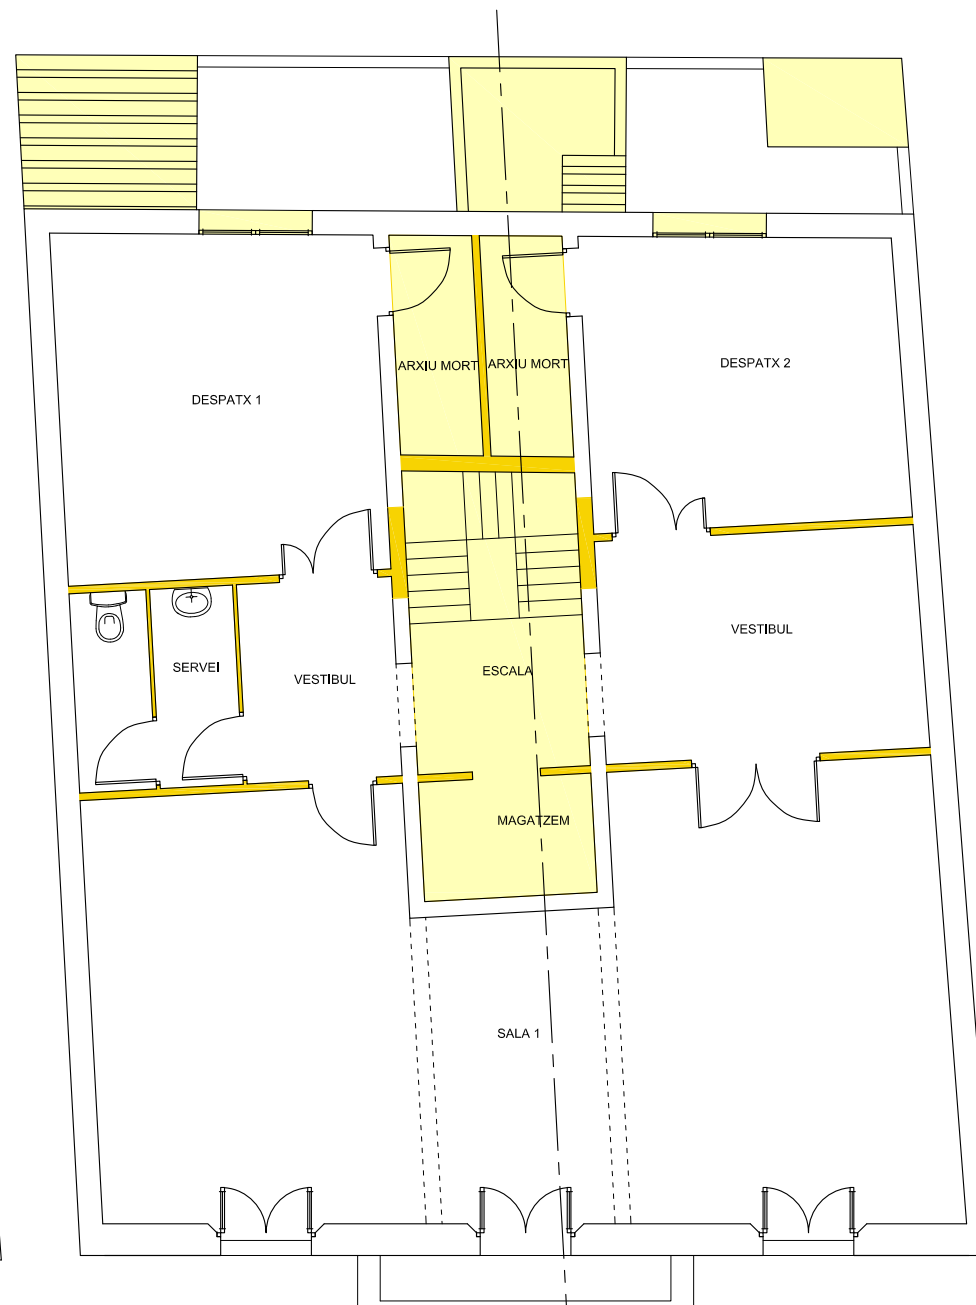 ARXIU MORT
ARXIU MORT
DESPATX 2
DESPATX 1
VESTIBUL
SERVEI
ESCALA
VESTIBUL
MAGATZEM
SALA 1